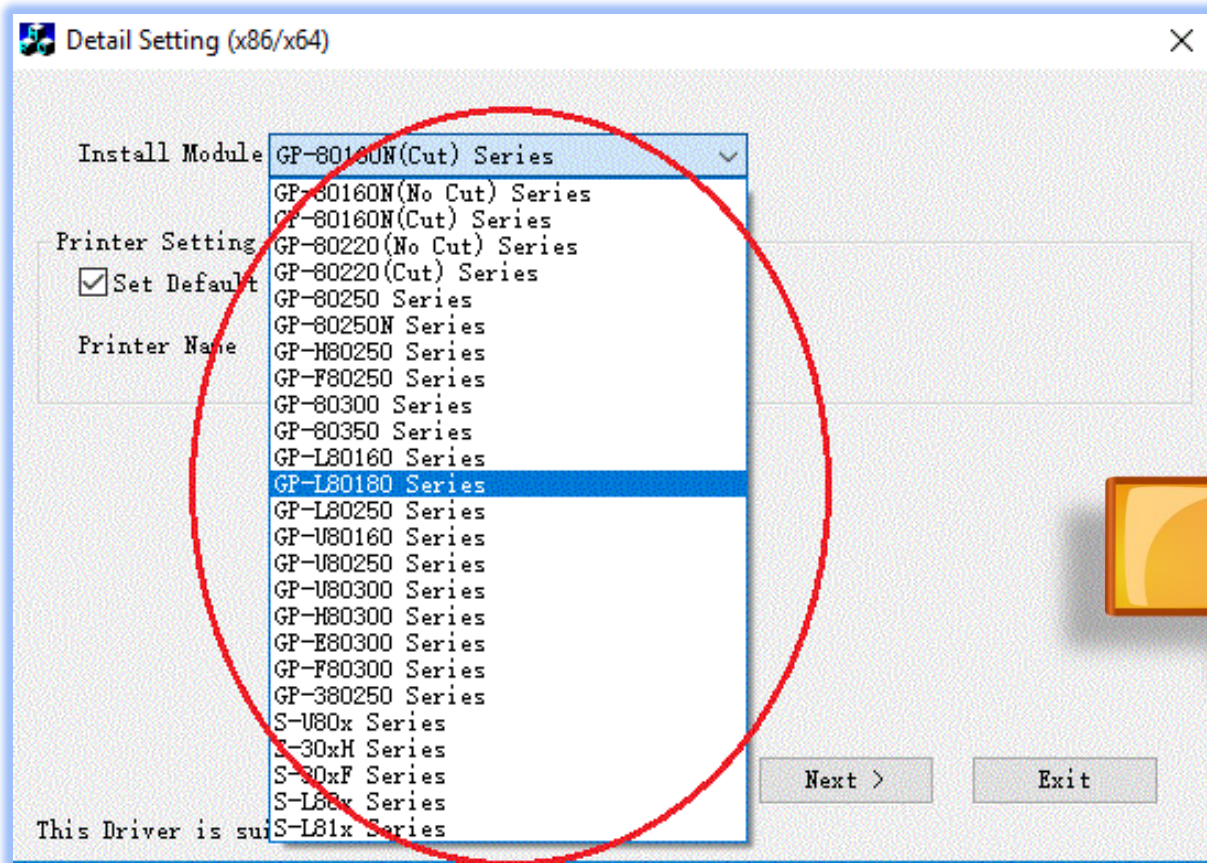 Detail Setting (x86/x64)
Install Module
GP-80160N(Cut) Series
GP-80160N(No Cut) Series
GP-80160N(Cut) Series
Printer Setting
GP-80220(No Cut) Series
Set Default
GP-80220(Cut) Series
GP-80250 Series
GP-80250N Series
Printer Name
GP-H80250 Series
GP-F80250 Series
GP-80300 Series
GP-80350 Series
GP-L80160 Series
GP-L80180 Series
GP-L80250 Series
GP-U80160 Series
GP-U80250 Series
GP-U80300 Series
GP-H80300 Series
GP-E80300 Series
GP-F80300 Series
GP-380250 Series
S-U80x Series
S-30xH Series
S-30xF Series
S-L88x Series
S-L81x Series
Next >
Exit
This Driver is sui